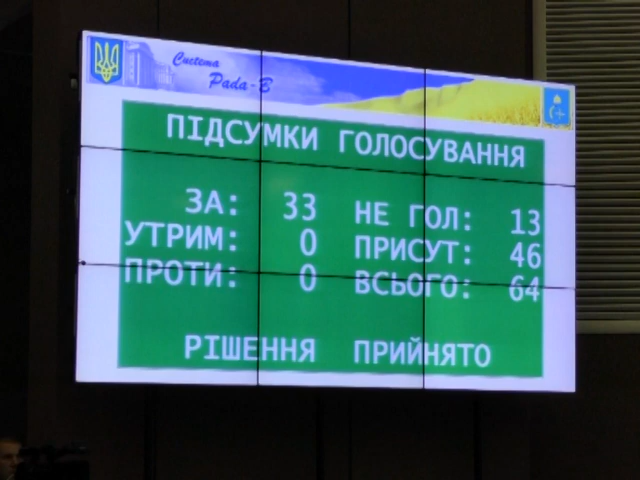 Система
Рада-В
ПІДСУМКИ ГОЛОСУВАННЯ
ЗА: 33 НЕ ГОЛ: 13
УТРИМ: 0 ПРИСУТ: 46
ПРОТИ: 0 ВСЬОГО: 64
РІШЕННЯ ПРИЙНЯТО